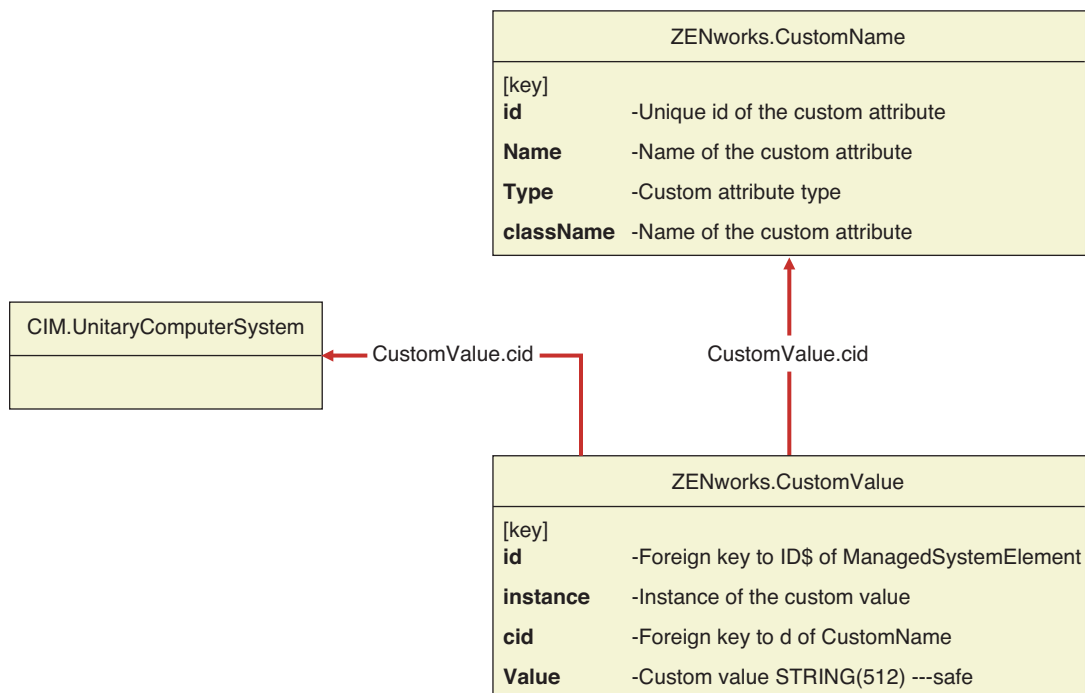 ZENworks.CustomName
[key]
id -Unique id of the custom attribute
Name -Name of the custom attribute
Type -Custom attribute type
className -Name of the custom attribute
CIM.UnitaryComputerSystem
CustomValue.cid
CustomValue.cid
ZENworks.CustomValue
[key]
id -Foreign key to ID$ of ManagedSystemElement
instance -Instance of the custom value
cid -Foreign key to d of CustomName
Value -Custom value STRING(512) ---safe